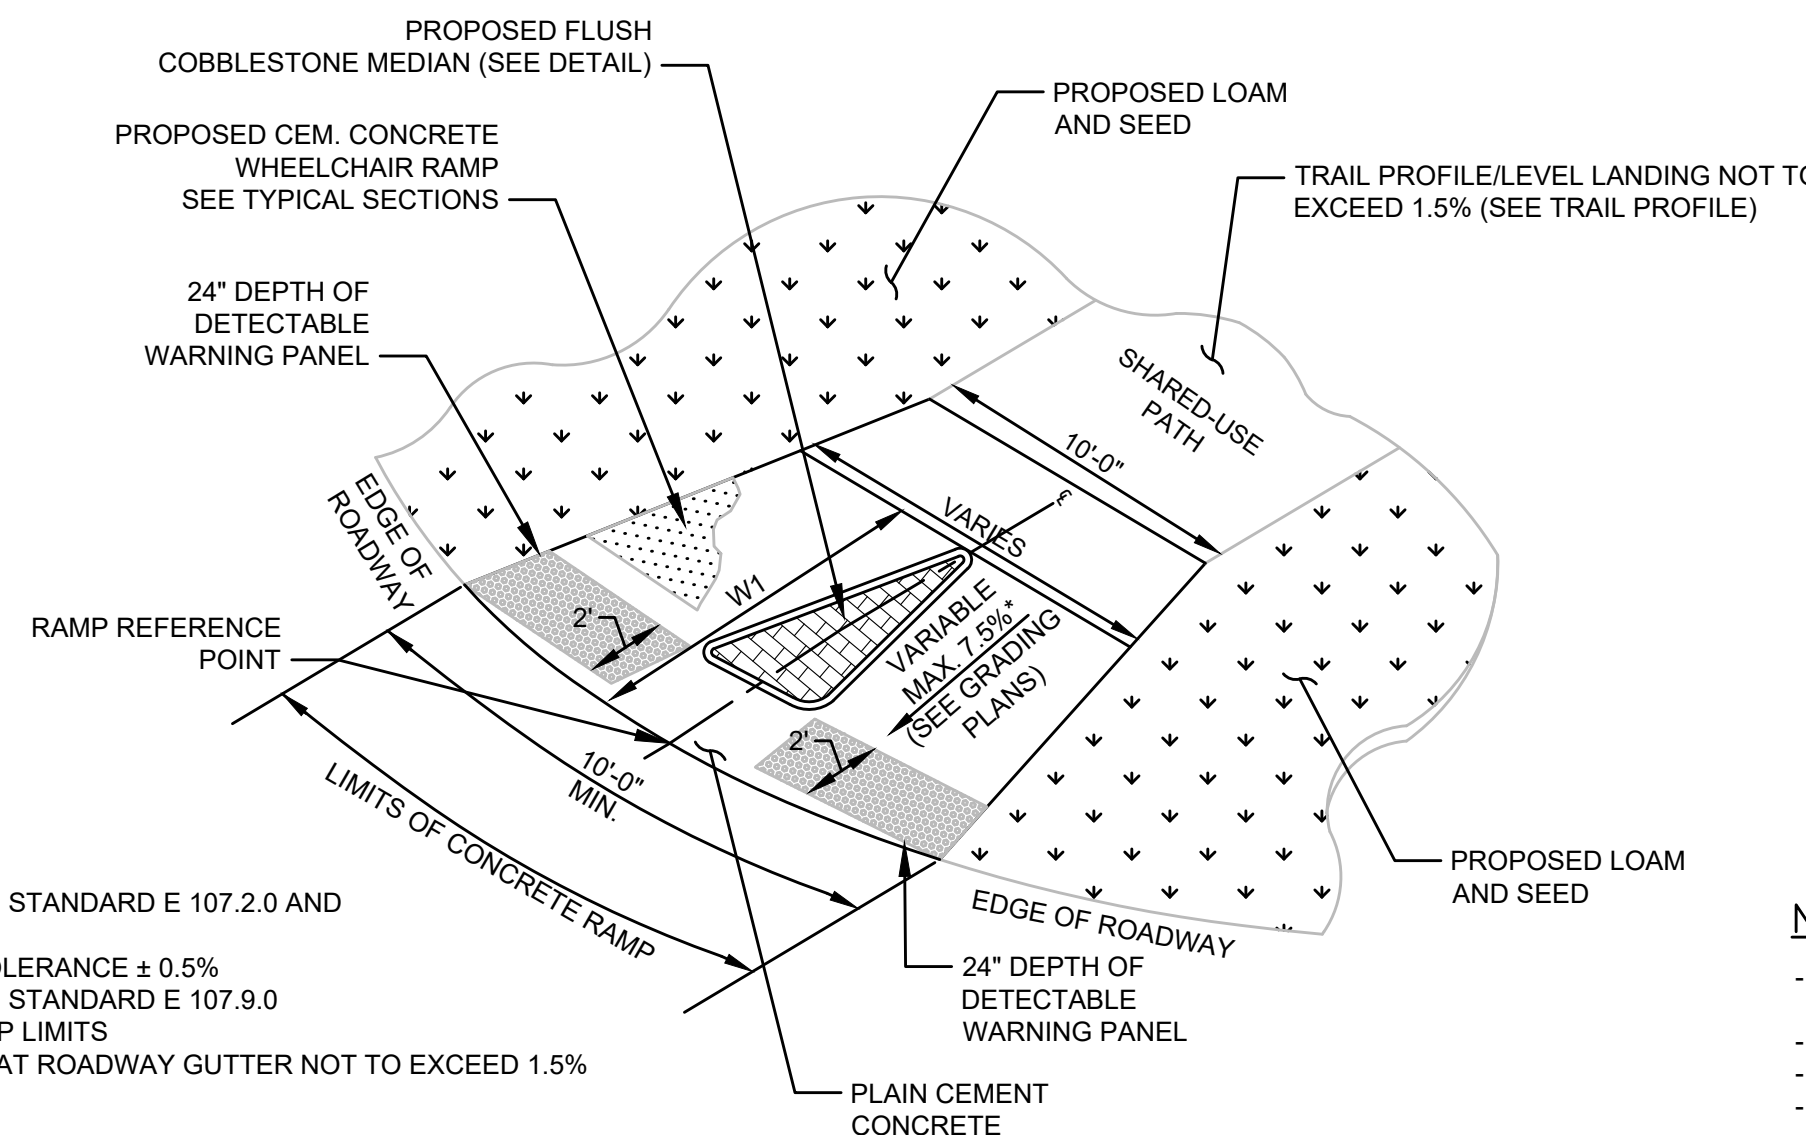 PROPOSED FLUSH
COBBLESTONE MEDIAN (SEE DETAIL)
PROPOSED LOAM
AND SEED
PROPOSED CEM. CONCRETE
WHEELCHAIR RAMP
SEE TYPICAL SECTIONS
TRAIL PROFILE/LEVEL LANDING NOT TO
EXCEED 1.5% (SEE TRAIL PROFILE)
24" DEPTH OF
DETECTABLE
WARNING PANEL
SHARED-USE
PATH
10'-0"
EDGE OF
ROADWAY
VARIES
W1
2'
VARIABLE
MAX. 7.5%*
(SEE GRADING
PLANS)
RAMP REFERENCE
POINT
2'
10'-0"
MIN.
LIMITS OF CONCRETE RAMP
EDGE OF ROADWAY
PROPOSED LOAM
AND SEED
24" DEPTH OF
DETECTABLE
WARNING PANEL
PLAIN CEMENT
CONCRETE
STANDARD E 107.2.0 AND
OLERANCE ± 0.5%
STANDARD E 107.9.0
P LIMITS
AT ROADWAY GUTTER NOT TO EXCEED 1.5%
-
-
-
-